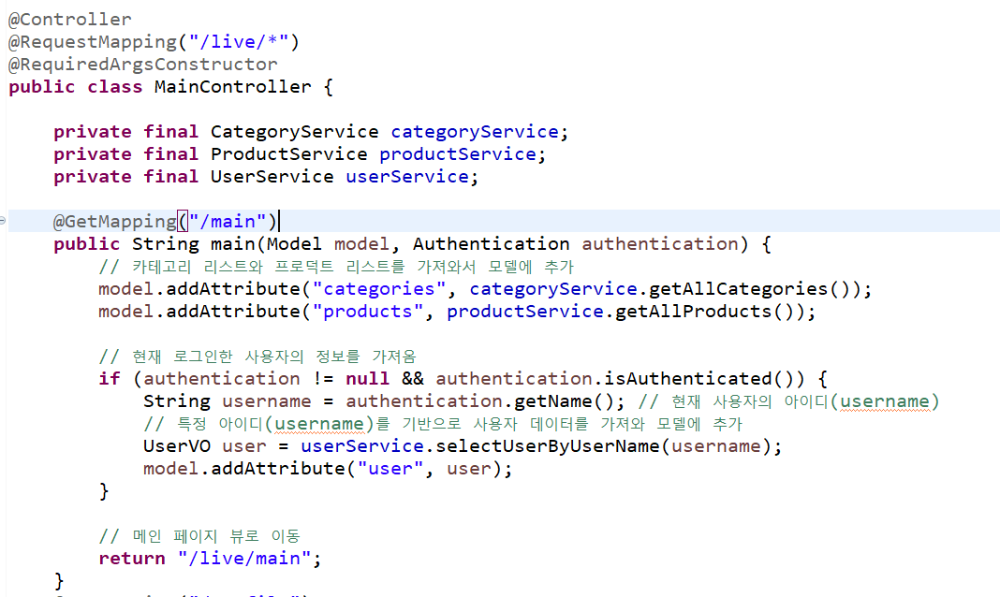 @Controller
@RequestMapping("/live/*")
@RequiredArgsConstructor
public class MainController {
private final CategoryService categoryService;
private final ProductService productService;
private final UserService userService;
@GetMapping("/main")
public String main(Model model, Authentication authentication) {
// 카테고리 리스트와 프로덕트 리스트를 가져와서 모델에 추가
model.addAttribute("categories", categoryService.getAllCategories());
model.addAttribute("products", productService.getAllProducts());
// 현재 로그인한 사용자의 정보를 가져옴
if (authentication != null && authentication.isAuthenticated()) {
String username = authentication.getName(); // 현재 사용자의 아이디(username)
// 특정 아이디(username)를 기반으로 사용자 데이터를 가져와 모델에 추가
UserVO user = userService.selectUserByUserName(username);
model.addAttribute("user", user);
}
// 메인 페이지 뷰로 이동
return "/live/main";
}